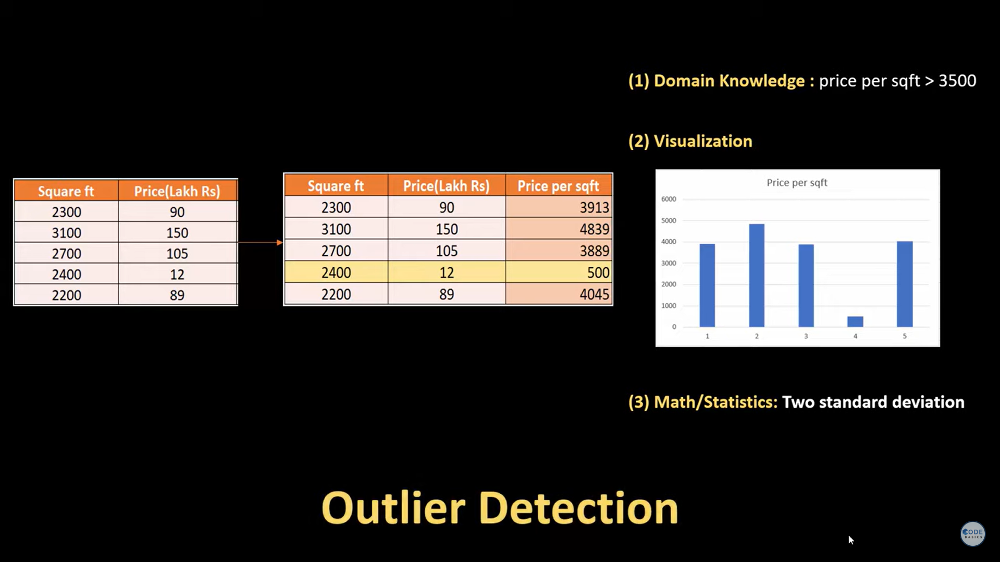 (1) Domain Knowledge : price per sqft > 3500
(2) Visualization
Square ft Price(Lakh Rs)
2300 90
3100 150
2700 105
2400 12
2200 89
Square ft Price(Lakh Rs) Price per sqft
2300 90 3913
3100 150 4839
2700 105 3889
2400 12 500
2200 89 4045
Price per sqft
6000
5000
4000
3000
2000
1000
0
1 2 3 4 5
(3) Math/Statistics: Two standard deviation
Outlier Detection
CODE
BASICS